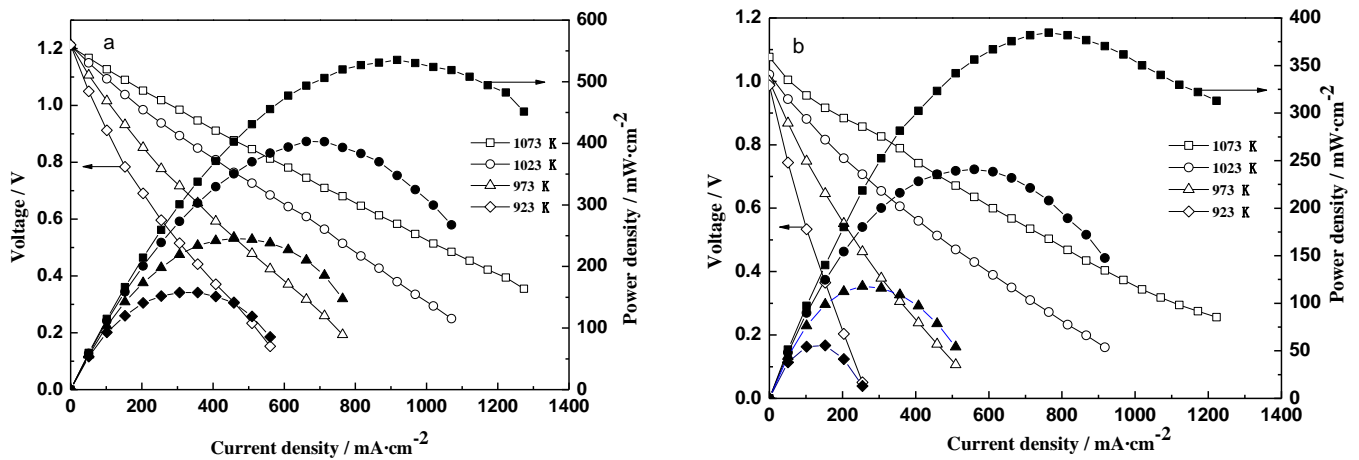 a
1.2
1.0
0.8
0.6
0.4
0.2
0.0
Voltage / V
600
500
400
300
200
100
0
Power density / mW·cm-2
1073 K
1023 K
973 K
923 K
0 200 400 600 800 1000 1200 1400
Current density / mA·cm-2
b
1.2
1.0
0.8
0.6
0.4
0.2
0.0
Voltage / V
400
350
300
250
200
150
100
50
0
Power density / mW·cm-2
1073 K
1023 K
973 K
923 K
0 200 400 600 800 1000 1200 1400
Current density / mA·cm-2